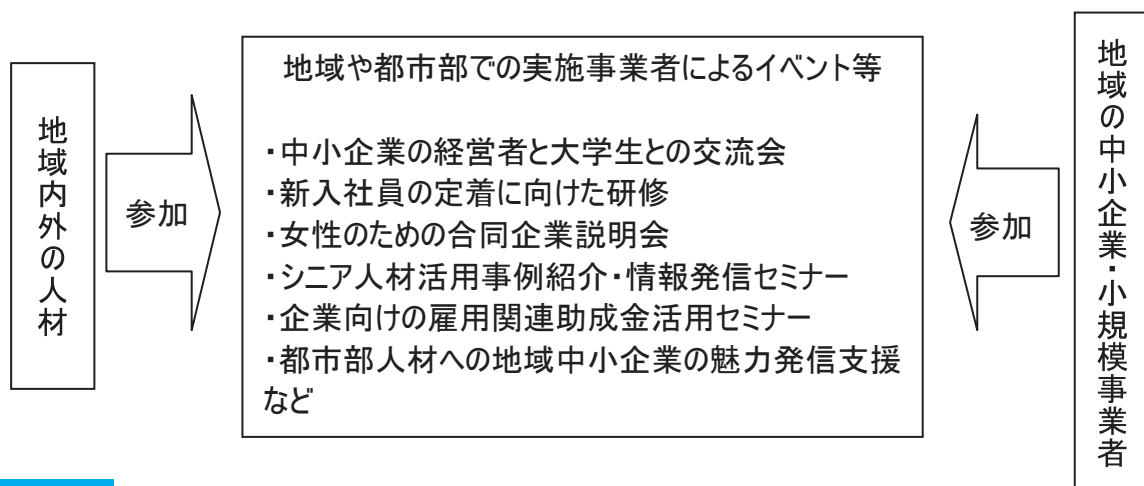 地域内外の人材
参加
地域や都市部での実施事業者によるイベント等
・中小企業の経営者と大学生との交流会
・新入社員の定着に向けた研修
・女性のための合同企業説明会
・シニア人材活用事例紹介・情報発信セミナー
・企業向けの雇用関連助成金活用セミナー
・都市部人材への地域中小企業の魅力発信支援
など
参加
地域の中小企業・小規模事業者